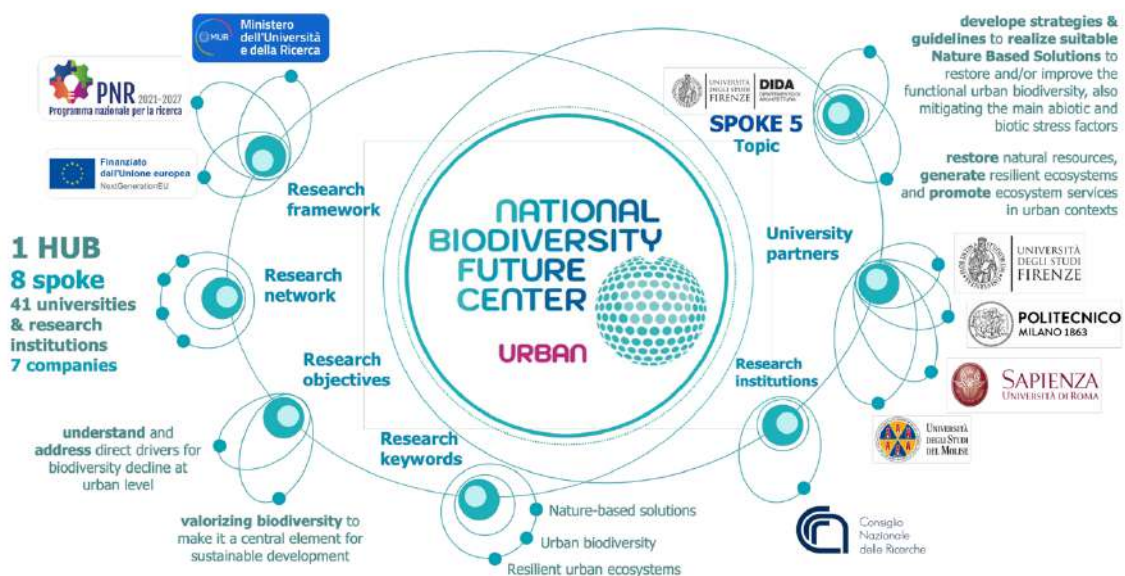 Ministero
dell'Università
e della Ricerca
MUR
PNR 2021-2027
Programma nazionale per la ricerca
Finanziato
dall'Unione europea
NextGenerationEU
Research
framework
1 HUB
8 spoke
41 universities
& research
institutions
7 companies
Research
network
Research
objectives
understand and
address direct drivers for
biodiversity decline at
urban level
valorizing biodiversity to
make it a central element for
sustainable development
Research
keywords
Nature-based solutions
Urban biodiversity
Resilient urban ecosystems
NATIONAL
BIODIVERSITY
FUTURE
CENTER
URBAN
UNIVERSITÀ
DEGLI STUDI
FIRENZE
DIDA
DIPARTIMENTO DI
ARCHITETTURA
SPOKE 5
Topic
develope strategies &
guidelines to realize suitable
Nature Based Solutions to
restore and/or improve the
functional urban biodiversity, also
mitigating the main abiotic and
biotic stress factors
restore natural resources,
generate resilient ecosystems
and promote ecosystem services
in urban contexts
University
partners
UNIVERSITÀ
DEGLI STUDI
FIRENZE
POLITECNICO
MILANO 1863
SAPIENZA
UNIVERSITÀ DI ROMA
UNIVERSITÀ
DEGLI STUDI
DEL MOLISE
Research
institutions
Consiglio
Nazionale
delle Ricerche